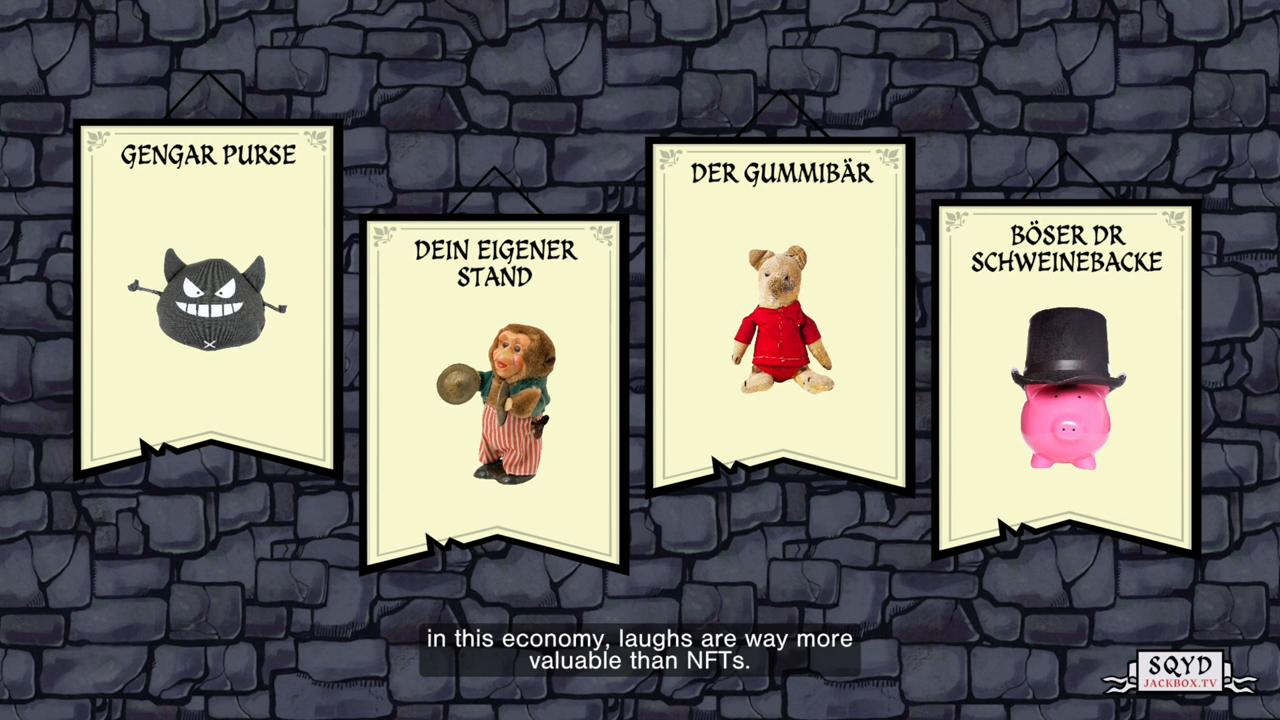 GENGAR PURSE
DEIN EIGENER
STAND
DER GUMMIBÄR
BÖSER DR
SCHWEINEBACKE
in this economy, laughs are way more
valuable than NFTs.
SQYD
JACKBOX.TV